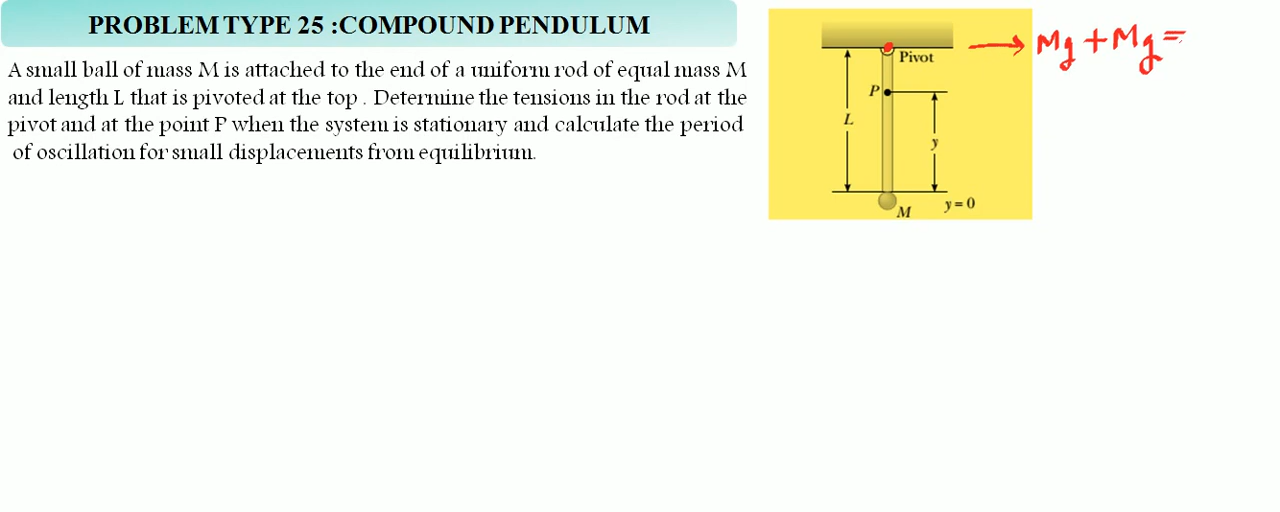 PROBLEM TYPE 25 :COMPOUND PENDULUM
A small ball of mass M is attached to the end of a uniform rod of equal mass M
and length L that is pivoted at the top . Determine the tensions in the rod at the
pivot and at the point P when the system is stationary and calculate the period
of oscillation for small displacements from equilibrium.
Pivot
P
L
y
M
y = 0
Mg + Mg =